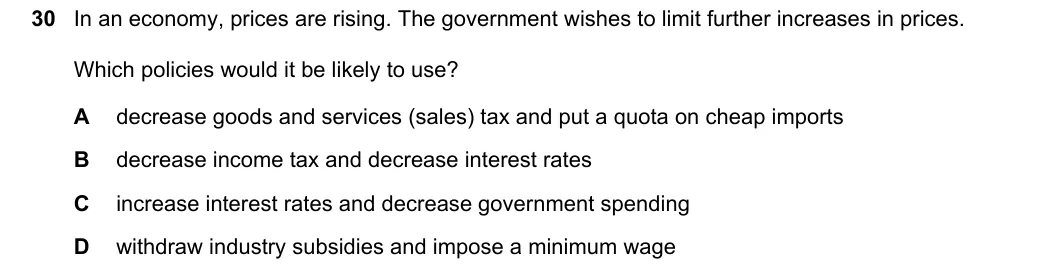 30 In an economy, prices are rising. The government wishes to limit further increases in prices.
Which policies would it be likely to use?
A decrease goods and services (sales) tax and put a quota on cheap imports
B decrease income tax and decrease interest rates
C increase interest rates and decrease government spending
D withdraw industry subsidies and impose a minimum wage